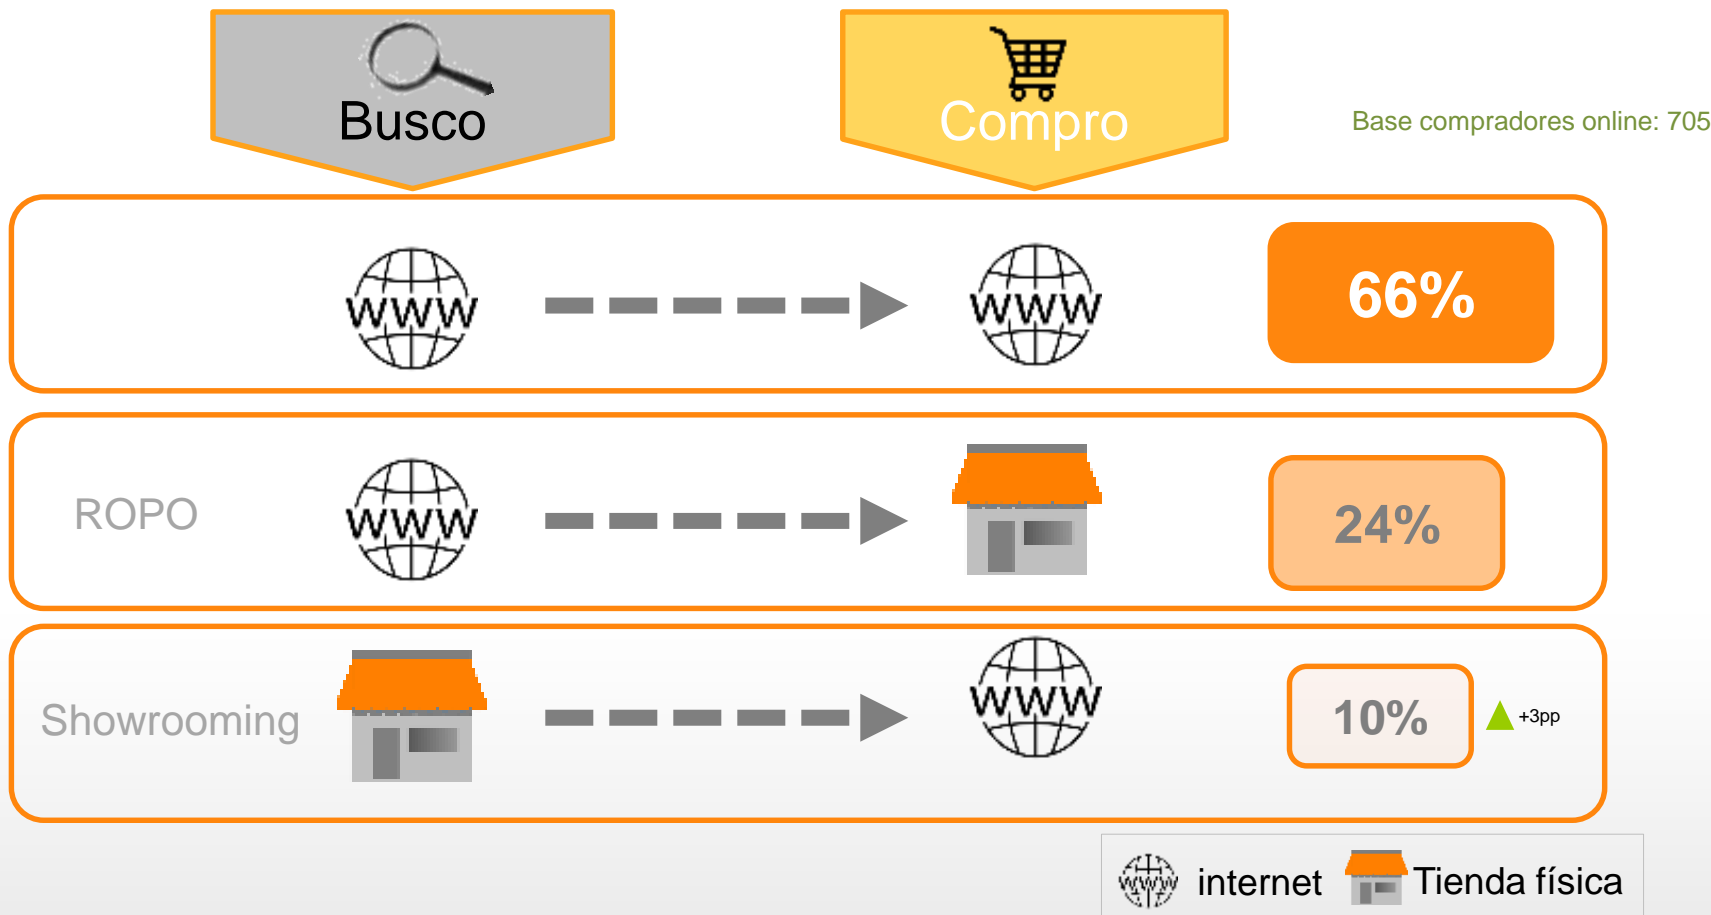 Busco
Compro
Base compradores online: 705
WWW
WWW
66%
ROPO
WWW
24%
Showrooming
WWW
10%
+3pp
WWW
internet
Tienda física